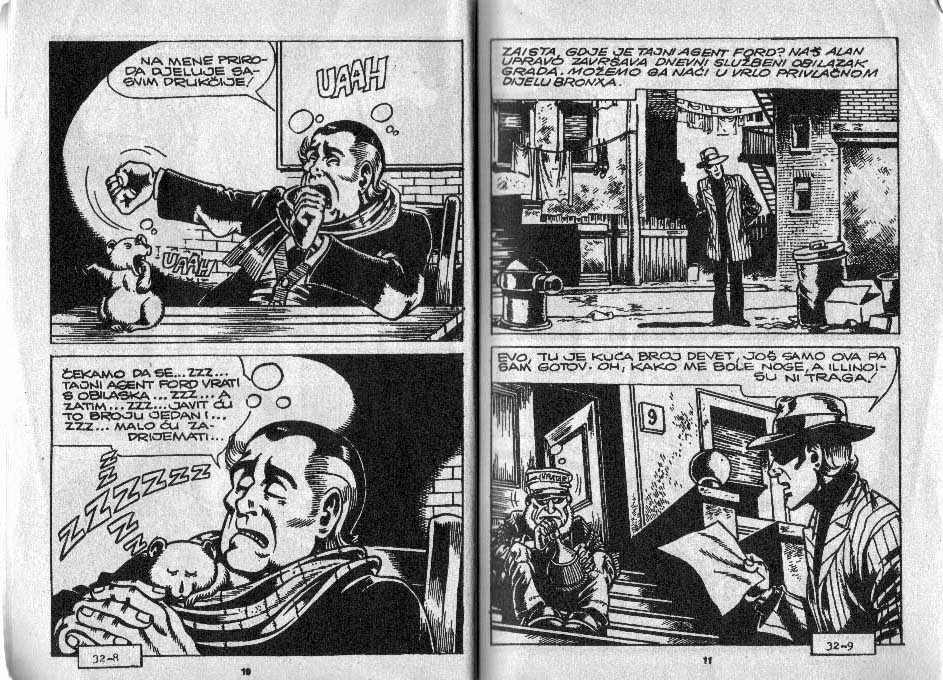 NA MENE PRIRO-
DA DJELUJE SA-
SVIM DRUKČIJE!
UAAH
UAAH
ČEKAMO DA SE...ZZZ...
TAJNI AGENT FORD VRATI
S OBILASKA...ZZZ...A
ZATIM...ZZZ...JAVIT ĆU
TO BROJU JEDAN I...
ZZZ... MALO ĆU ZA-
DRIJEMATI...
ZZZZZZZZ
32-8
10
ZAISTA, GDJE JE TAJNI AGENT FORD? NAŠ ALAN
UPRAVO ZAVRŠAVA DNEVNI SLUŽBENI OBILAZAK
GRADA. MOŽEMO GA NAĆI U VRLO PRIVLAČNOM
DIJELU BRONXA.
EVO, TU JE KUĆA BROJ DEVET, JOŠ SAMO OVA PA
SAM GOTOV. OH, KAKO ME BOLE NOGE, A ILLINOI-
SU NI TRAGA!
9
32-9
11